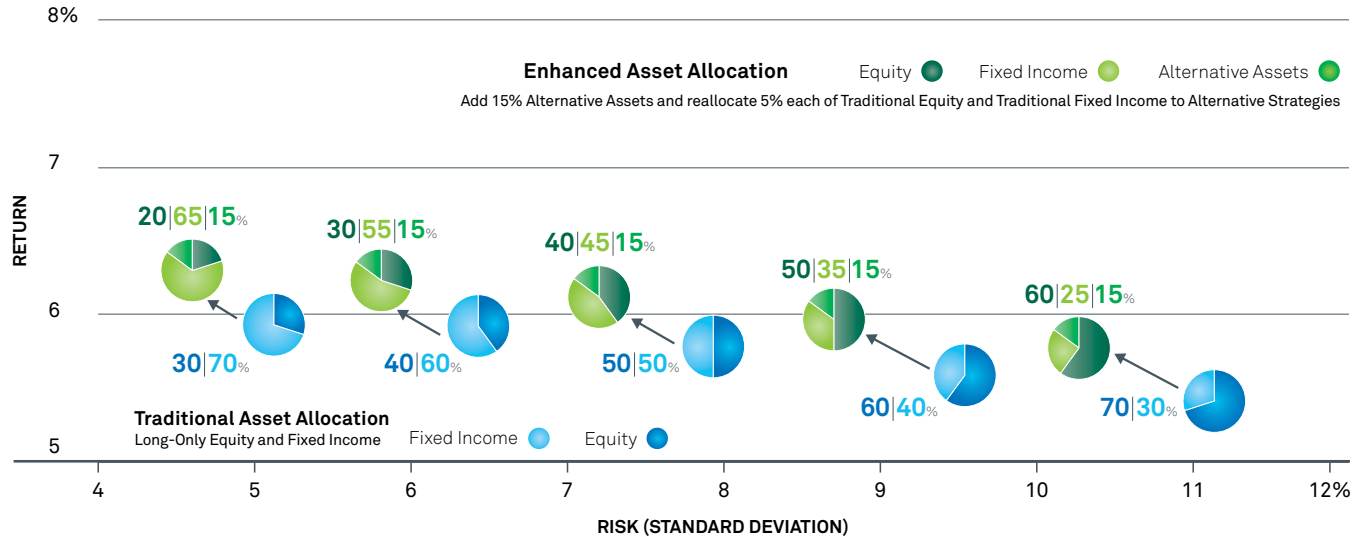 8%
Enhanced Asset Allocation Equity Fixed Income Alternative Assets
Add 15% Alternative Assets and reallocate 5% each of Traditional Equity and Traditional Fixed Income to Alternative Strategies
7
RETURN
20|65|15%
30|55|15%
40|45|15%
50|35|15%
60|25|15%
6
30|70%
40|60%
50|50%
60|40%
70|30%
Traditional Asset Allocation
Long-Only Equity and Fixed Income Fixed Income Equity
5
4 5 6 7 8 9 10 11 12%
RISK (STANDARD DEVIATION)